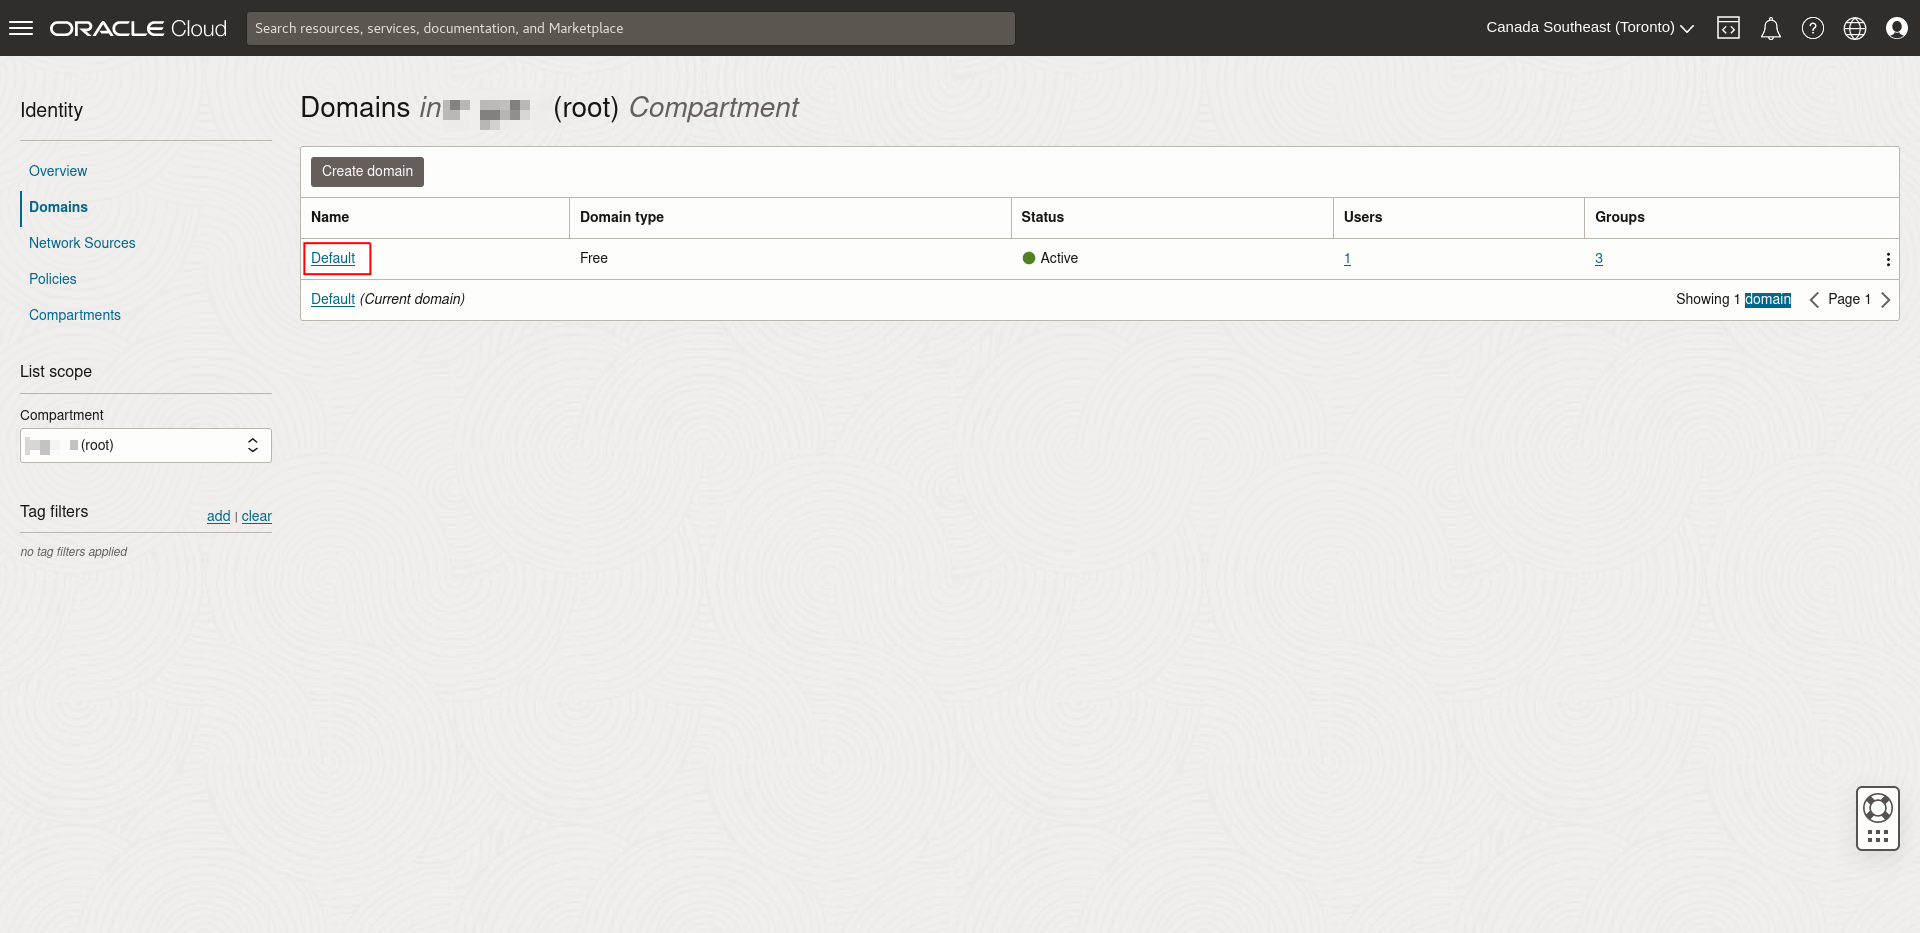 ORACLE Cloud
Search resources, services, documentation, and Marketplace
Canada Southeast (Toronto)
Identity
Overview
Domains
Network Sources
Policies
Compartments
List scope
Compartment
(root)
Tag filters
add | clear
no tag filters applied
Domains in (root) Compartment
Create domain
Name Domain type Status Users Groups
Default Free Active 1 3
Default (Current domain) Showing 1 domain Page 1